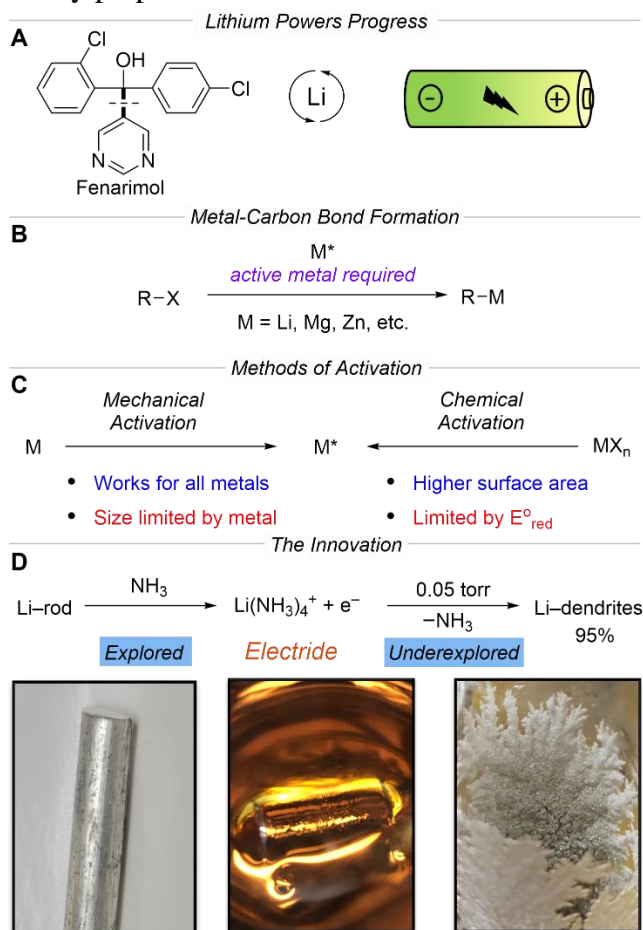 Lithium Powers Progress
A
Cl
OH
Cl
N
N
Fenarimol
Li
−
+
Metal-Carbon Bond Formation
B
M*
active metal required
R−X
R−M
M = Li, Mg, Zn, etc.
Methods of Activation
C
Mechanical
Activation
Chemical
Activation
M
M*
MXₙ
• Works for all metals
• Higher surface area
• Size limited by metal
• Limited by E°red
The Innovation
D
Li–rod
NH₃
Li(NH₃)₄⁺ + e⁻
0.05 torr
−NH₃
Li–dendrites
95%
Explored
Electride
Underexplored